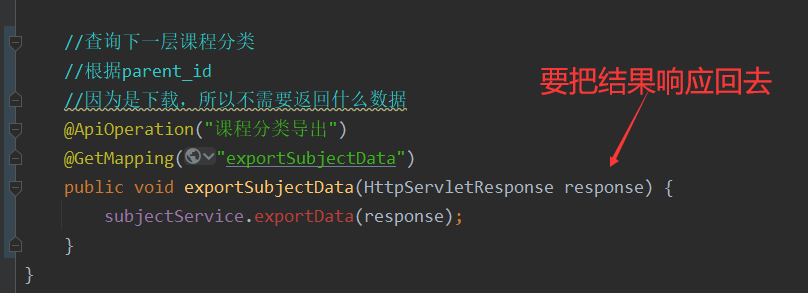 //查询下一层课程分类
//根据parent_id
//因为是下载，所以不需要返回什么数据
要把结果响应回去
@ApiOperation("课程分类导出")
@GetMapping("exportSubjectData")
public void exportSubjectData(HttpServletResponse response) {
subjectService.exportData(response);
}
}